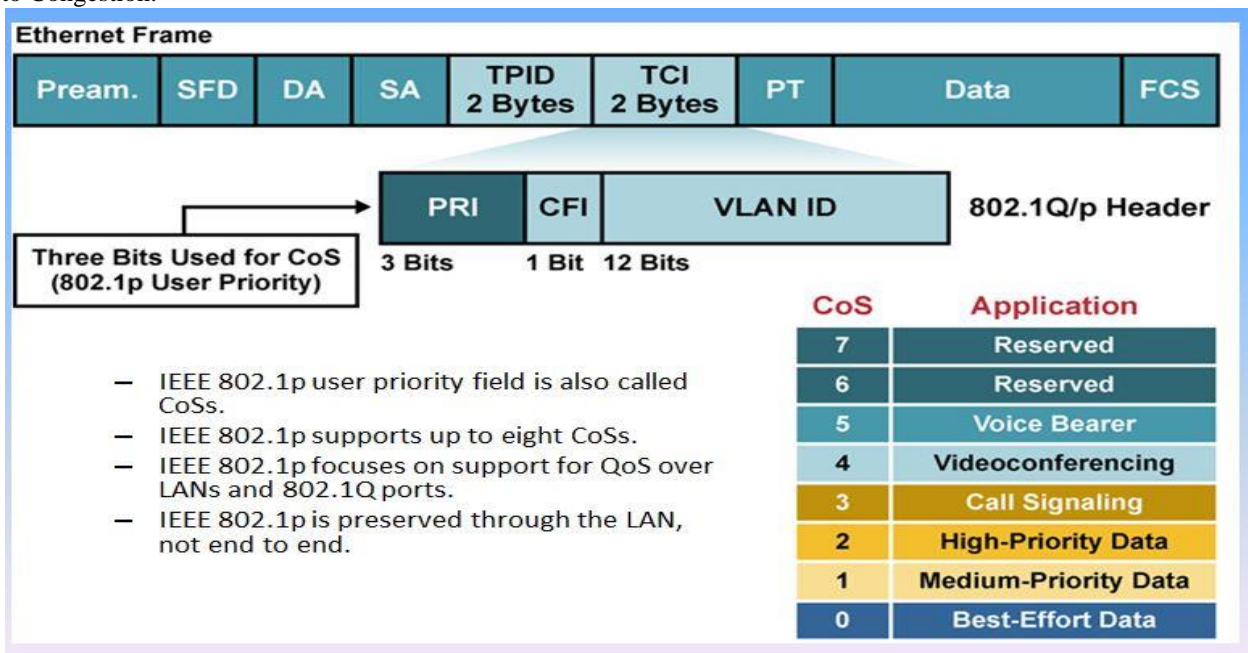 to Congestion.
Ethernet Frame
Pream. SFD DA SA TPID 2 Bytes TCI 2 Bytes PT Data FCS
PRI CFI VLAN ID 802.1Q/p Header
Three Bits Used for CoS
(802.1p User Priority)
3 Bits 1 Bit 12 Bits
– IEEE 802.1p user priority field is also called
CoSs.
– IEEE 802.1p supports up to eight CoSs.
– IEEE 802.1p focuses on support for QoS over
LANs and 802.1Q ports.
– IEEE 802.1p is preserved through the LAN,
not end to end.
CoS Application
7 Reserved
6 Reserved
5 Voice Bearer
4 Videoconferencing
3 Call Signaling
2 High-Priority Data
1 Medium-Priority Data
0 Best-Effort Data